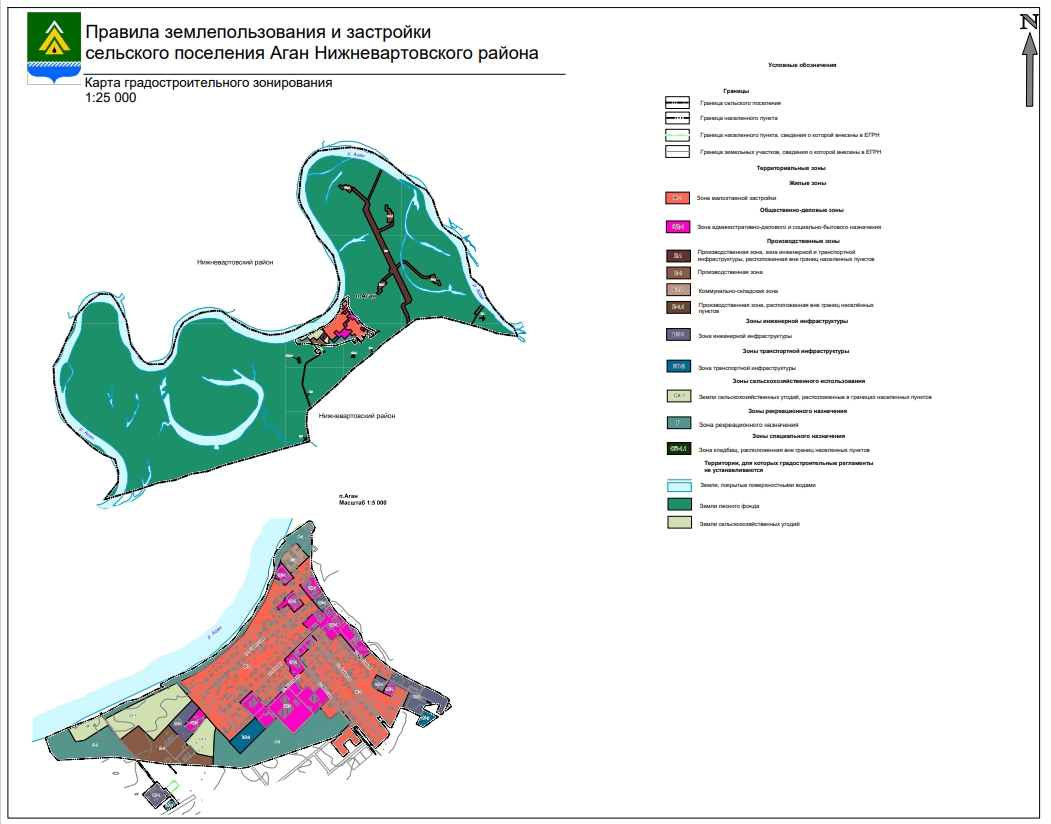 Правила землепользования и застройки
сельского поселения Аган Нижневартовского района
Карта градостроительного зонирования
1:25 000
N
Условные обозначения
Границы
Граница сельского поселения
Граница населенного пункта
Граница населенного пункта, сведения о которой внесены в ЕГРН
Граница земельных участков, сведения о которой внесены в ЕГРН
Территориальные зоны
Жилые зоны
Зона малоэтажной застройки
Общественно-деловые зоны
Зона административно-делового и социально-бытового назначения
Производственные зоны
Производственная зона, зона инженерной и транспортной
инфраструктуры, расположенная вне границ населенных пунктов
Производственная зона
Коммунально-складская зона
Производственная зона, расположенная вне границ населённых
пунктов
Зоны инженерной инфраструктуры
Зона инженерной инфраструктуры
Зоны транспортной инфраструктуры
Зона транспортной инфраструктуры
Зоны сельскохозяйственного использования
Земли сельскохозяйственных угодий, расположенные в границах населенных пунктов
Зоны рекреационного назначения
Зона рекреационного назначения
Зоны специального назначения
Зона кладбищ, расположенная вне границ населенных пунктов
Территории, для которых градостроительные регламенты
не устанавливаются
Земли, покрытые поверхностными водами
Земли лесного фонда
Земли сельскохозяйственных угодий
р. Аган
Нижневартовский район
р. Аган
п.Аган
Нижневартовский район
р. Аган
п.Аган
Масштаб 1:5 000
р. Аган